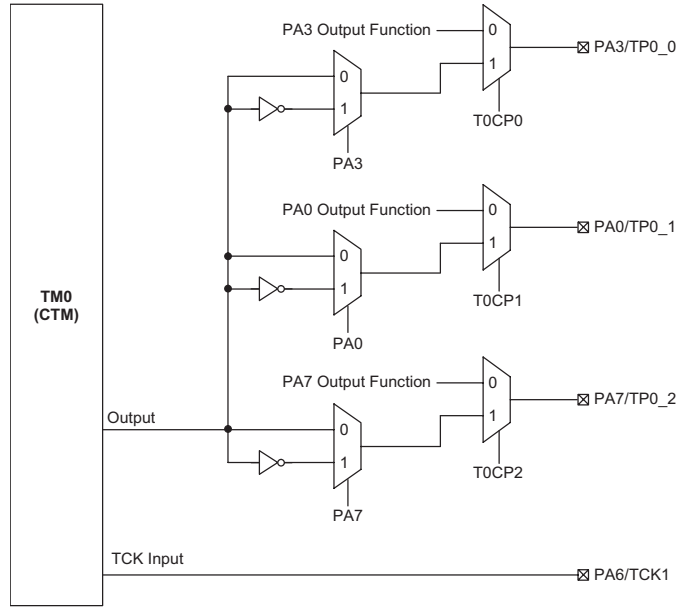 PA3 Output Function
0
1
PA3/TP0_0
0
1
T0CP0
PA3
PA0 Output Function
0
1
PA0/TP0_1
0
1
T0CP1
PA0
TM0
(CTM)
PA7 Output Function
0
1
PA7/TP0_2
Output
0
1
T0CP2
PA7
TCK Input
PA6/TCK1